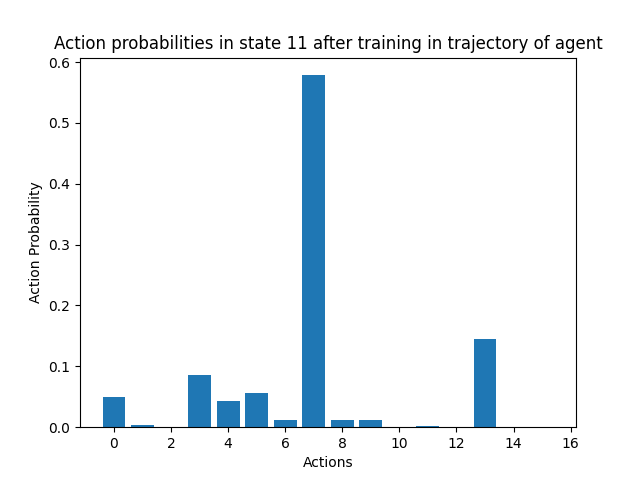 Action probabilities in state 11 after training in trajectory of agent
0.6
0.5
0.4
0.3
0.2
0.1
0.0
Action Probability
0 2 4 6 8 10 12 14 16
Actions